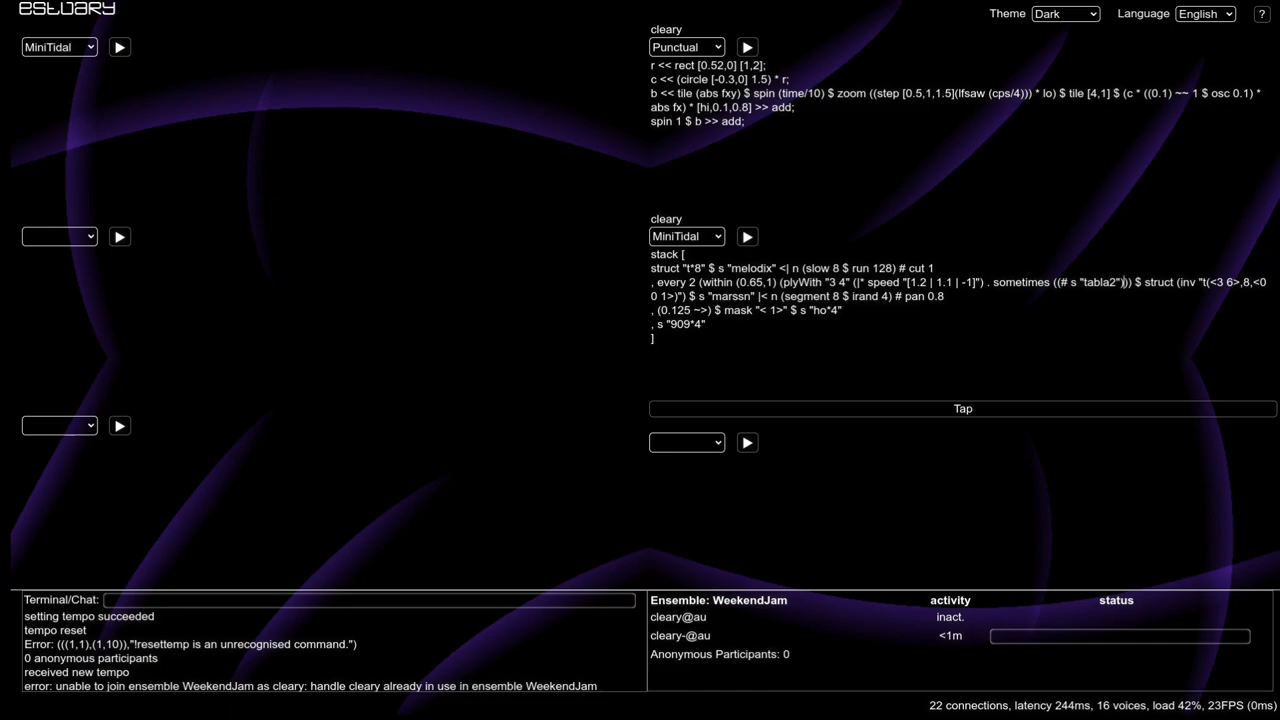 estuary
Theme Dark Language English ?
MiniTidal
cleary
Punctual
r << rect [0.52,0] [1,2];
c << (circle [-0.3,0] 1.5) * r;
b << tile (abs fxy) $ spin (time/10) $ zoom ((step [0.5,1,1.5](lfsaw (cps/4))) * lo) $ tile [4,1] $ (c * ((0.1) ~~ 1 $ osc 0.1) *
abs fx) * [hi,0.1,0.8] >> add;
spin 1 $ b >> add;
cleary
MiniTidal
stack [
struct "t*8" $ s "melodix" <| n (slow 8 $ run 128) # cut 1
, every 2 (within (0.65,1) (plyWith "3 4" (|* speed "[1.2 | 1.1 | -1]") . sometimes ((# s "tabla2"))) $ struct (inv "t(<3 6>,8,<0
0 1>)") $ s "marssn" |< n (segment 8 $ irand 4) # pan 0.8
, (0.125 ~>) $ mask "< 1>" $ s "ho*4"
, s "909*4"
]
Tap
Terminal/Chat:
setting tempo succeeded
tempo reset
Error: (((1,1),(1,10)),"!resettemp is an unrecognised command.")
0 anonymous participants
received new tempo
error: unable to join ensemble WeekendJam as cleary: handle cleary already in use in ensemble WeekendJam
Ensemble: WeekendJam activity status
cleary@au inact.
cleary-@au <1m
Anonymous Participants: 0
22 connections, latency 244ms, 16 voices, load 42%, 23FPS (0ms)